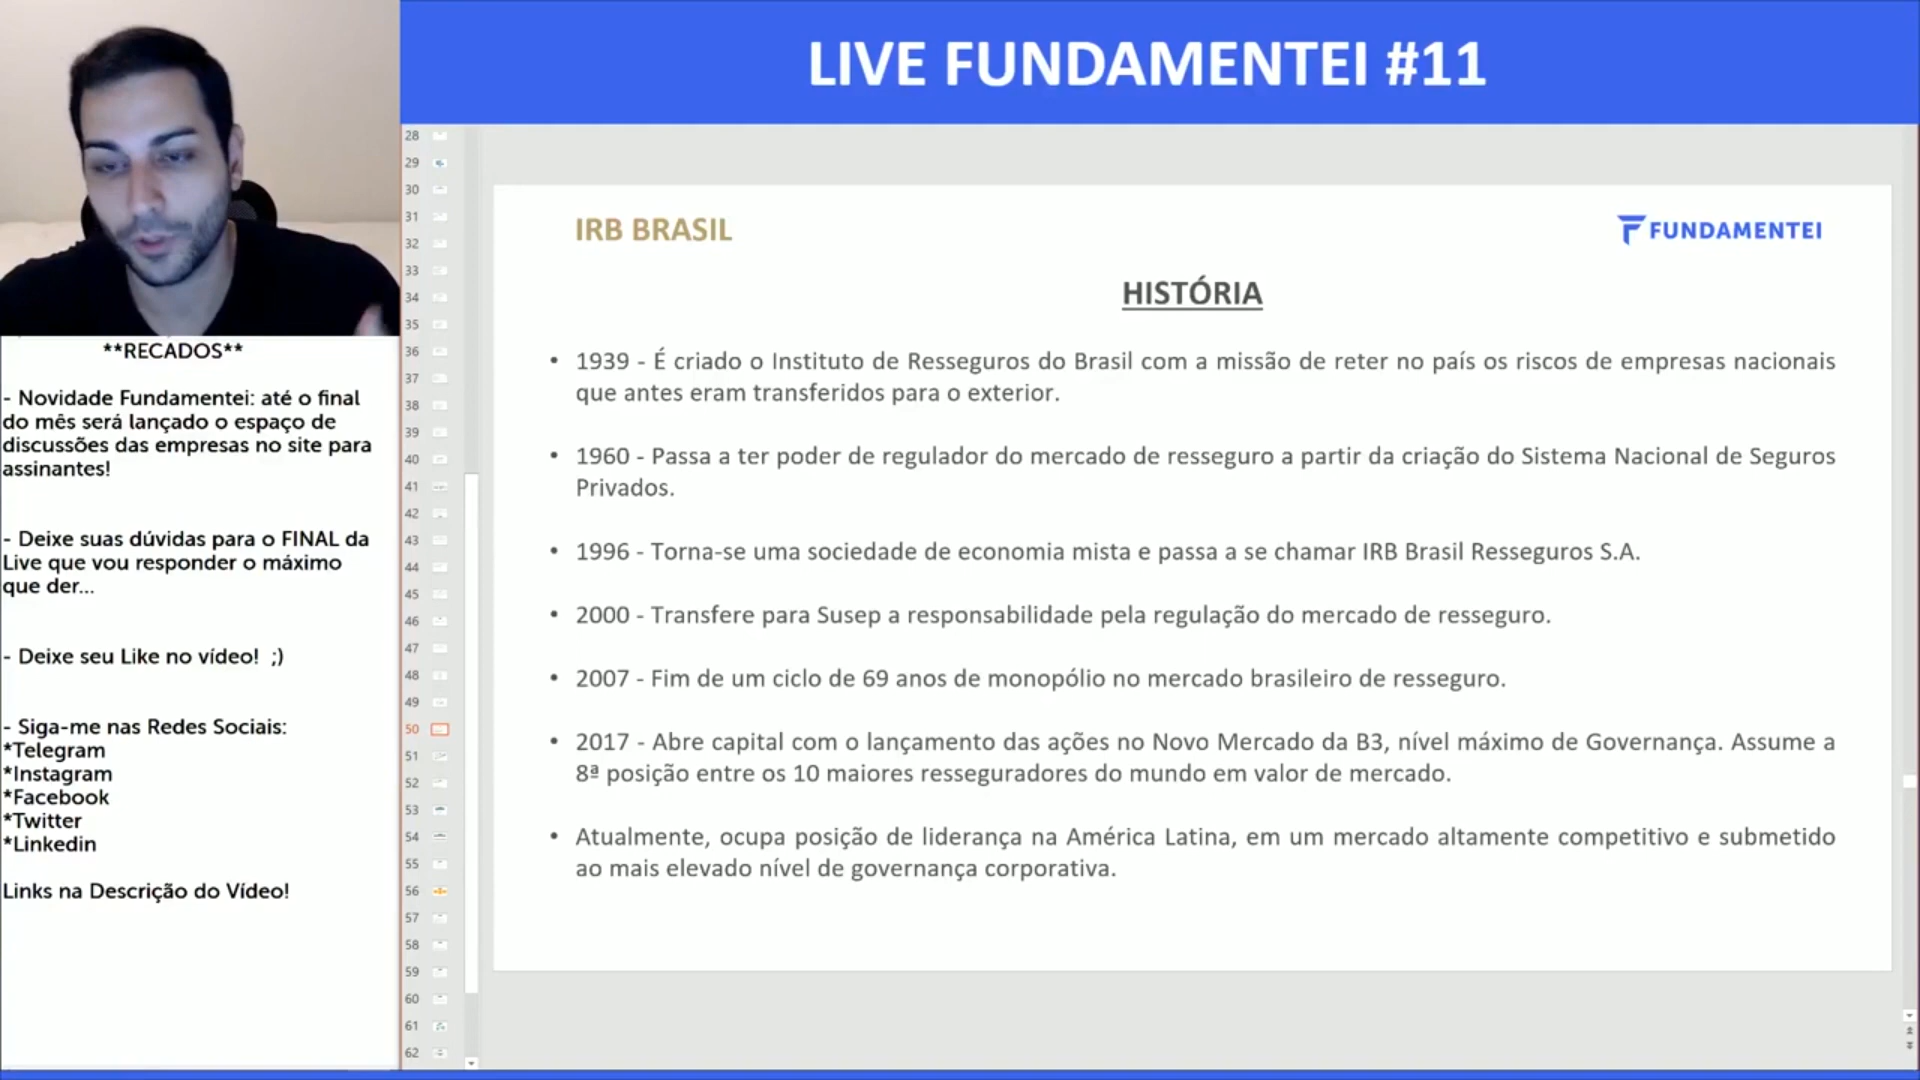 LIVE FUNDAMENTEI #11
**RECADOS**
- Novidade Fundamentei: até o final
do mês será lançado o espaço de
discussões das empresas no site para
assinantes!
- Deixe suas dúvidas para o FINAL da
Live que vou responder o máximo
que der...
- Deixe seu Like no vídeo!  ;)
- Siga-me nas Redes Sociais:
*Telegram
*Instagram
*Facebook
*Twitter
*Linkedin
Links na Descrição do Vídeo!
28
29
30
31
32
33
34
35
36
37
38
39
40
41
42
43
44
45
46
47
48
49
50
51
52
53
54
55
56
57
58
59
60
61
62
IRB BRASIL
FUNDAMENTEI
HISTÓRIA
• 1939 - É criado o Instituto de Resseguros do Brasil com a missão de reter no país os riscos de empresas nacionais
que antes eram transferidos para o exterior.
• 1960 - Passa a ter poder de regulador do mercado de resseguro a partir da criação do Sistema Nacional de Seguros
Privados.
• 1996 - Torna-se uma sociedade de economia mista e passa a se chamar IRB Brasil Resseguros S.A.
• 2000 - Transfere para Susep a responsabilidade pela regulação do mercado de resseguro.
• 2007 - Fim de um ciclo de 69 anos de monopólio no mercado brasileiro de resseguro.
• 2017 - Abre capital com o lançamento das ações no Novo Mercado da B3, nível máximo de Governança. Assume a
8ª posição entre os 10 maiores resseguradores do mundo em valor de mercado.
• Atualmente, ocupa posição de liderança na América Latina, em um mercado altamente competitivo e submetido
ao mais elevado nível de governança corporativa.